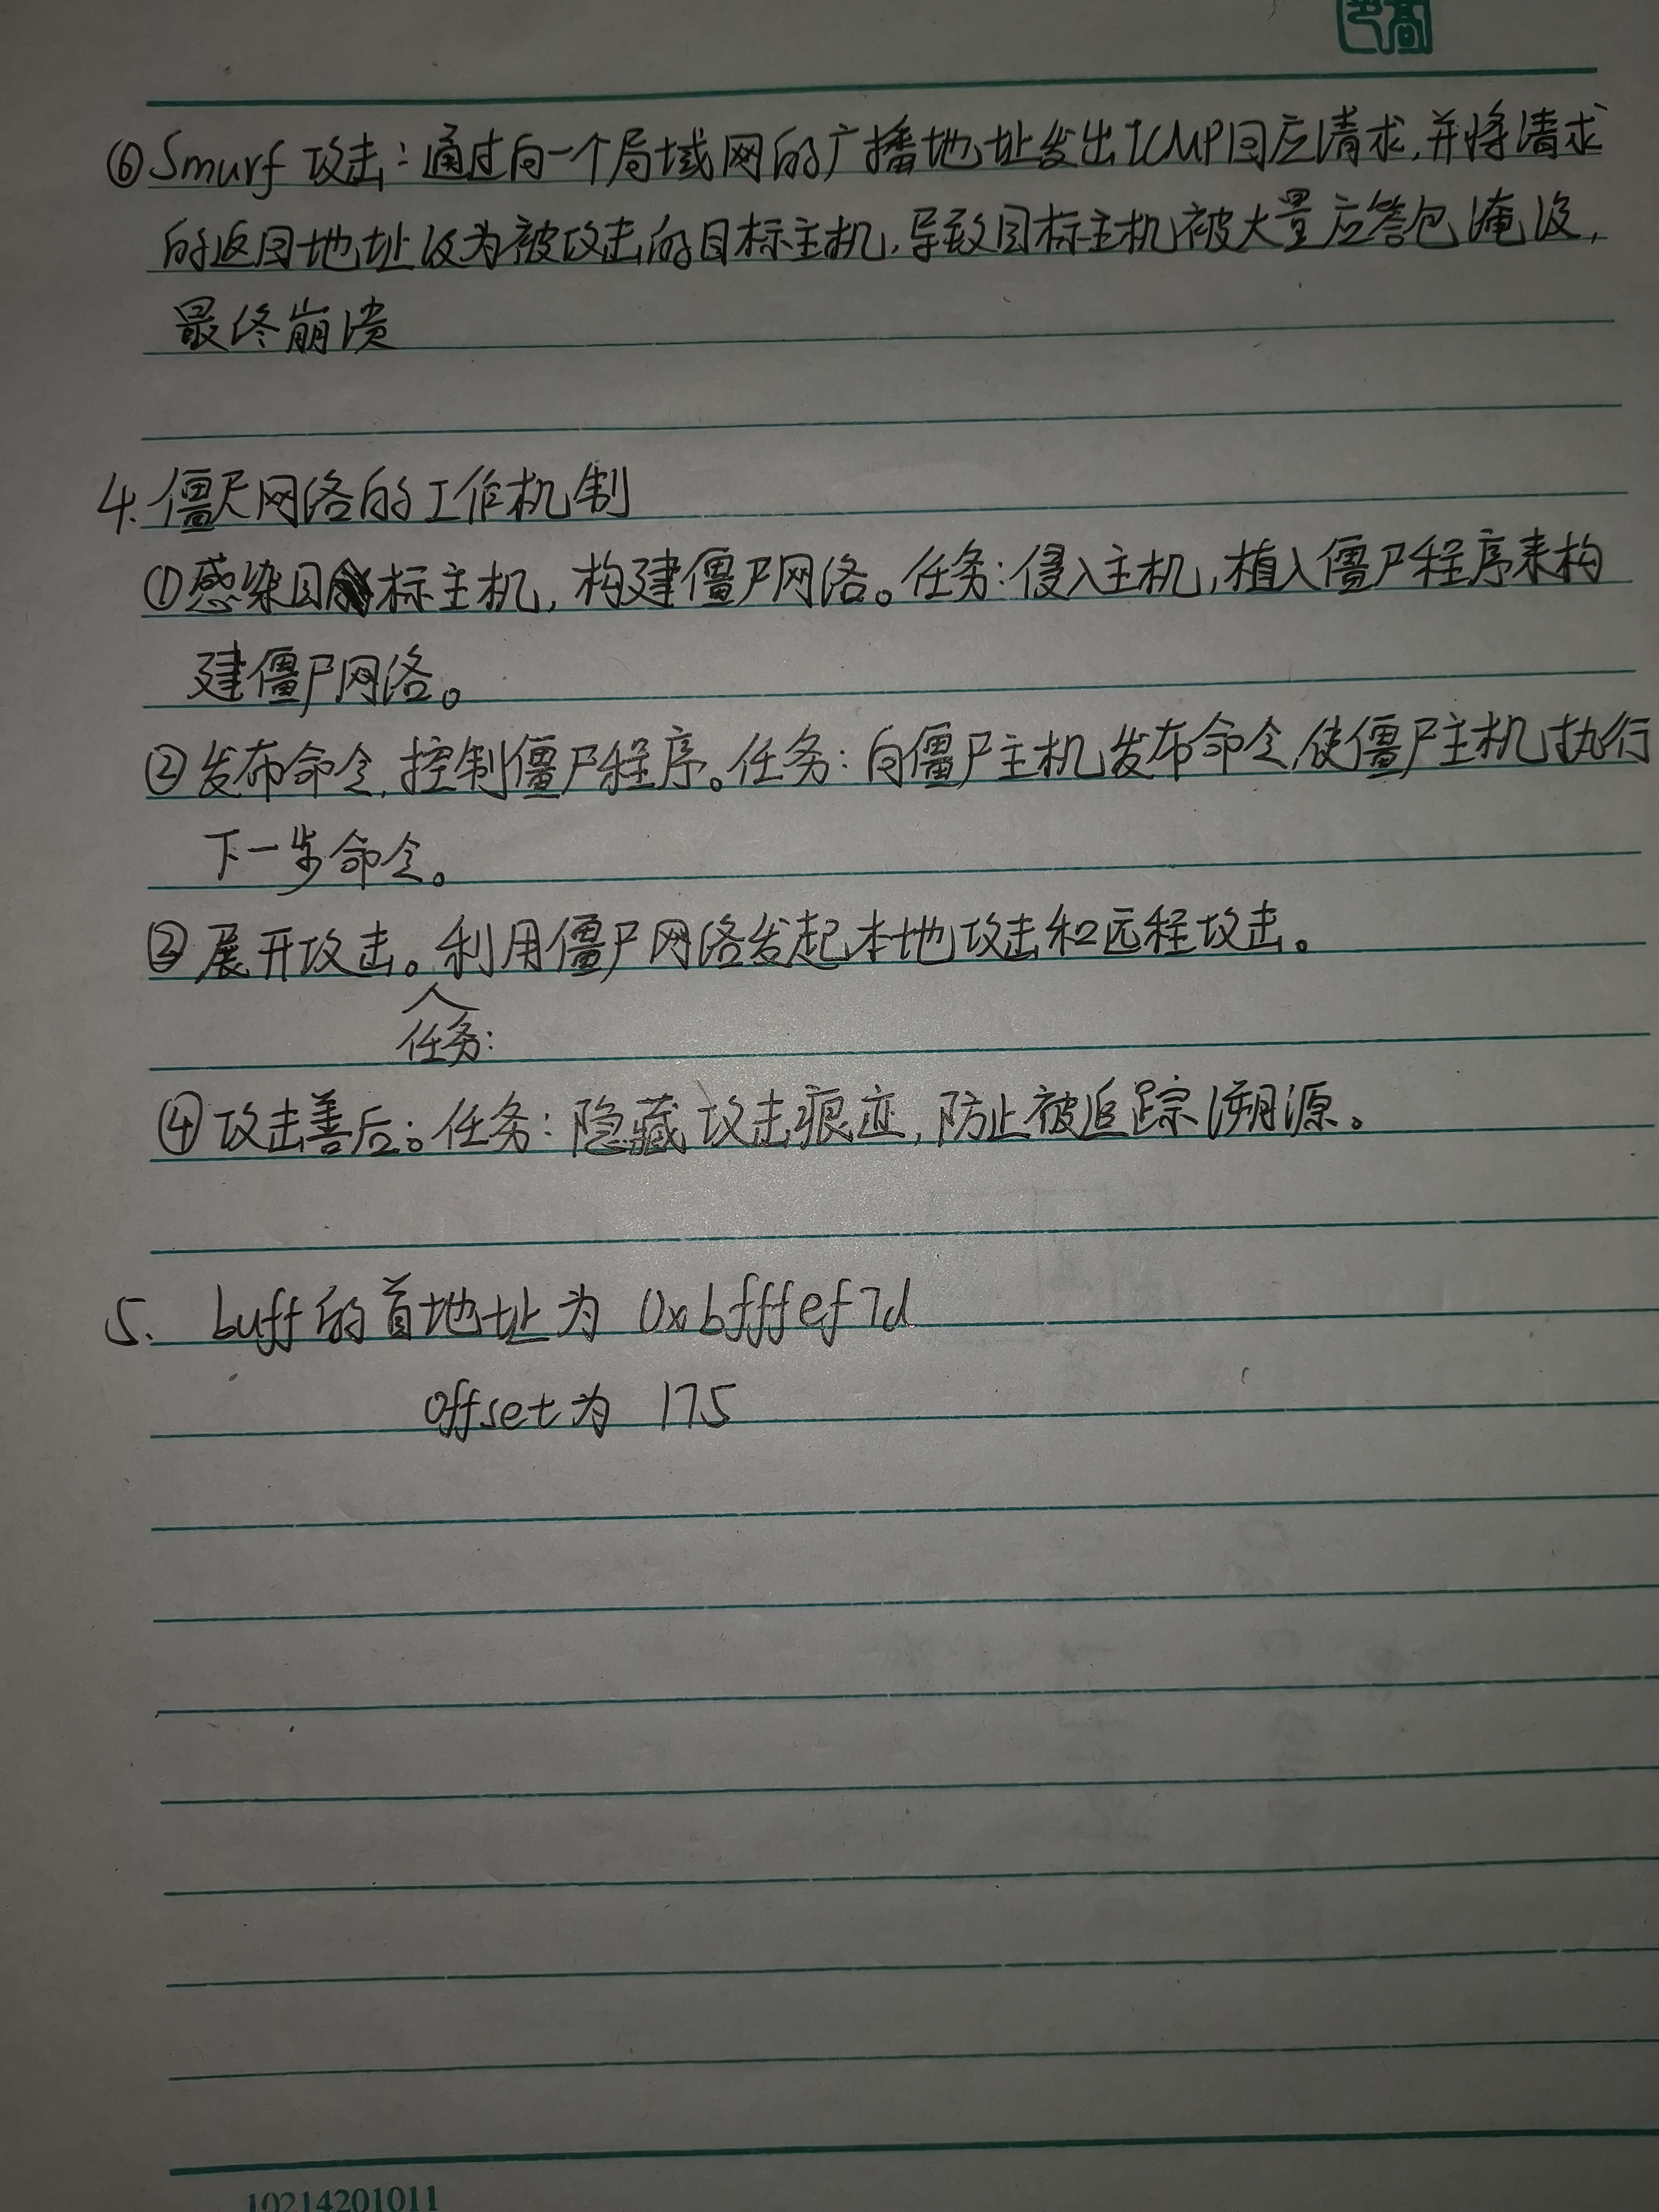 ⑥Smurf 攻击:通过向一个局域网的广播地址发出ICMP回应请求,并将请求
的返回地址设为被攻击的目标主机,导致目标主机被大量应答包淹没,
最终崩溃
4.僵尸网络的工作机制
①感染目标主机,构建僵尸网络。任务:侵入主机,植入僵尸程序来构
建僵尸网络。
②发布命令,控制僵尸程序。任务:向僵尸主机发布命令,使僵尸主机执行
下一步命令。
③展开攻击。利用僵尸网络发起本地攻击和远程攻击。
任务:
④攻击善后。任务:隐藏攻击痕迹,防止被追踪溯源。
5. buff的首地址为 0xbfffef7d
offset为 175
10214201011